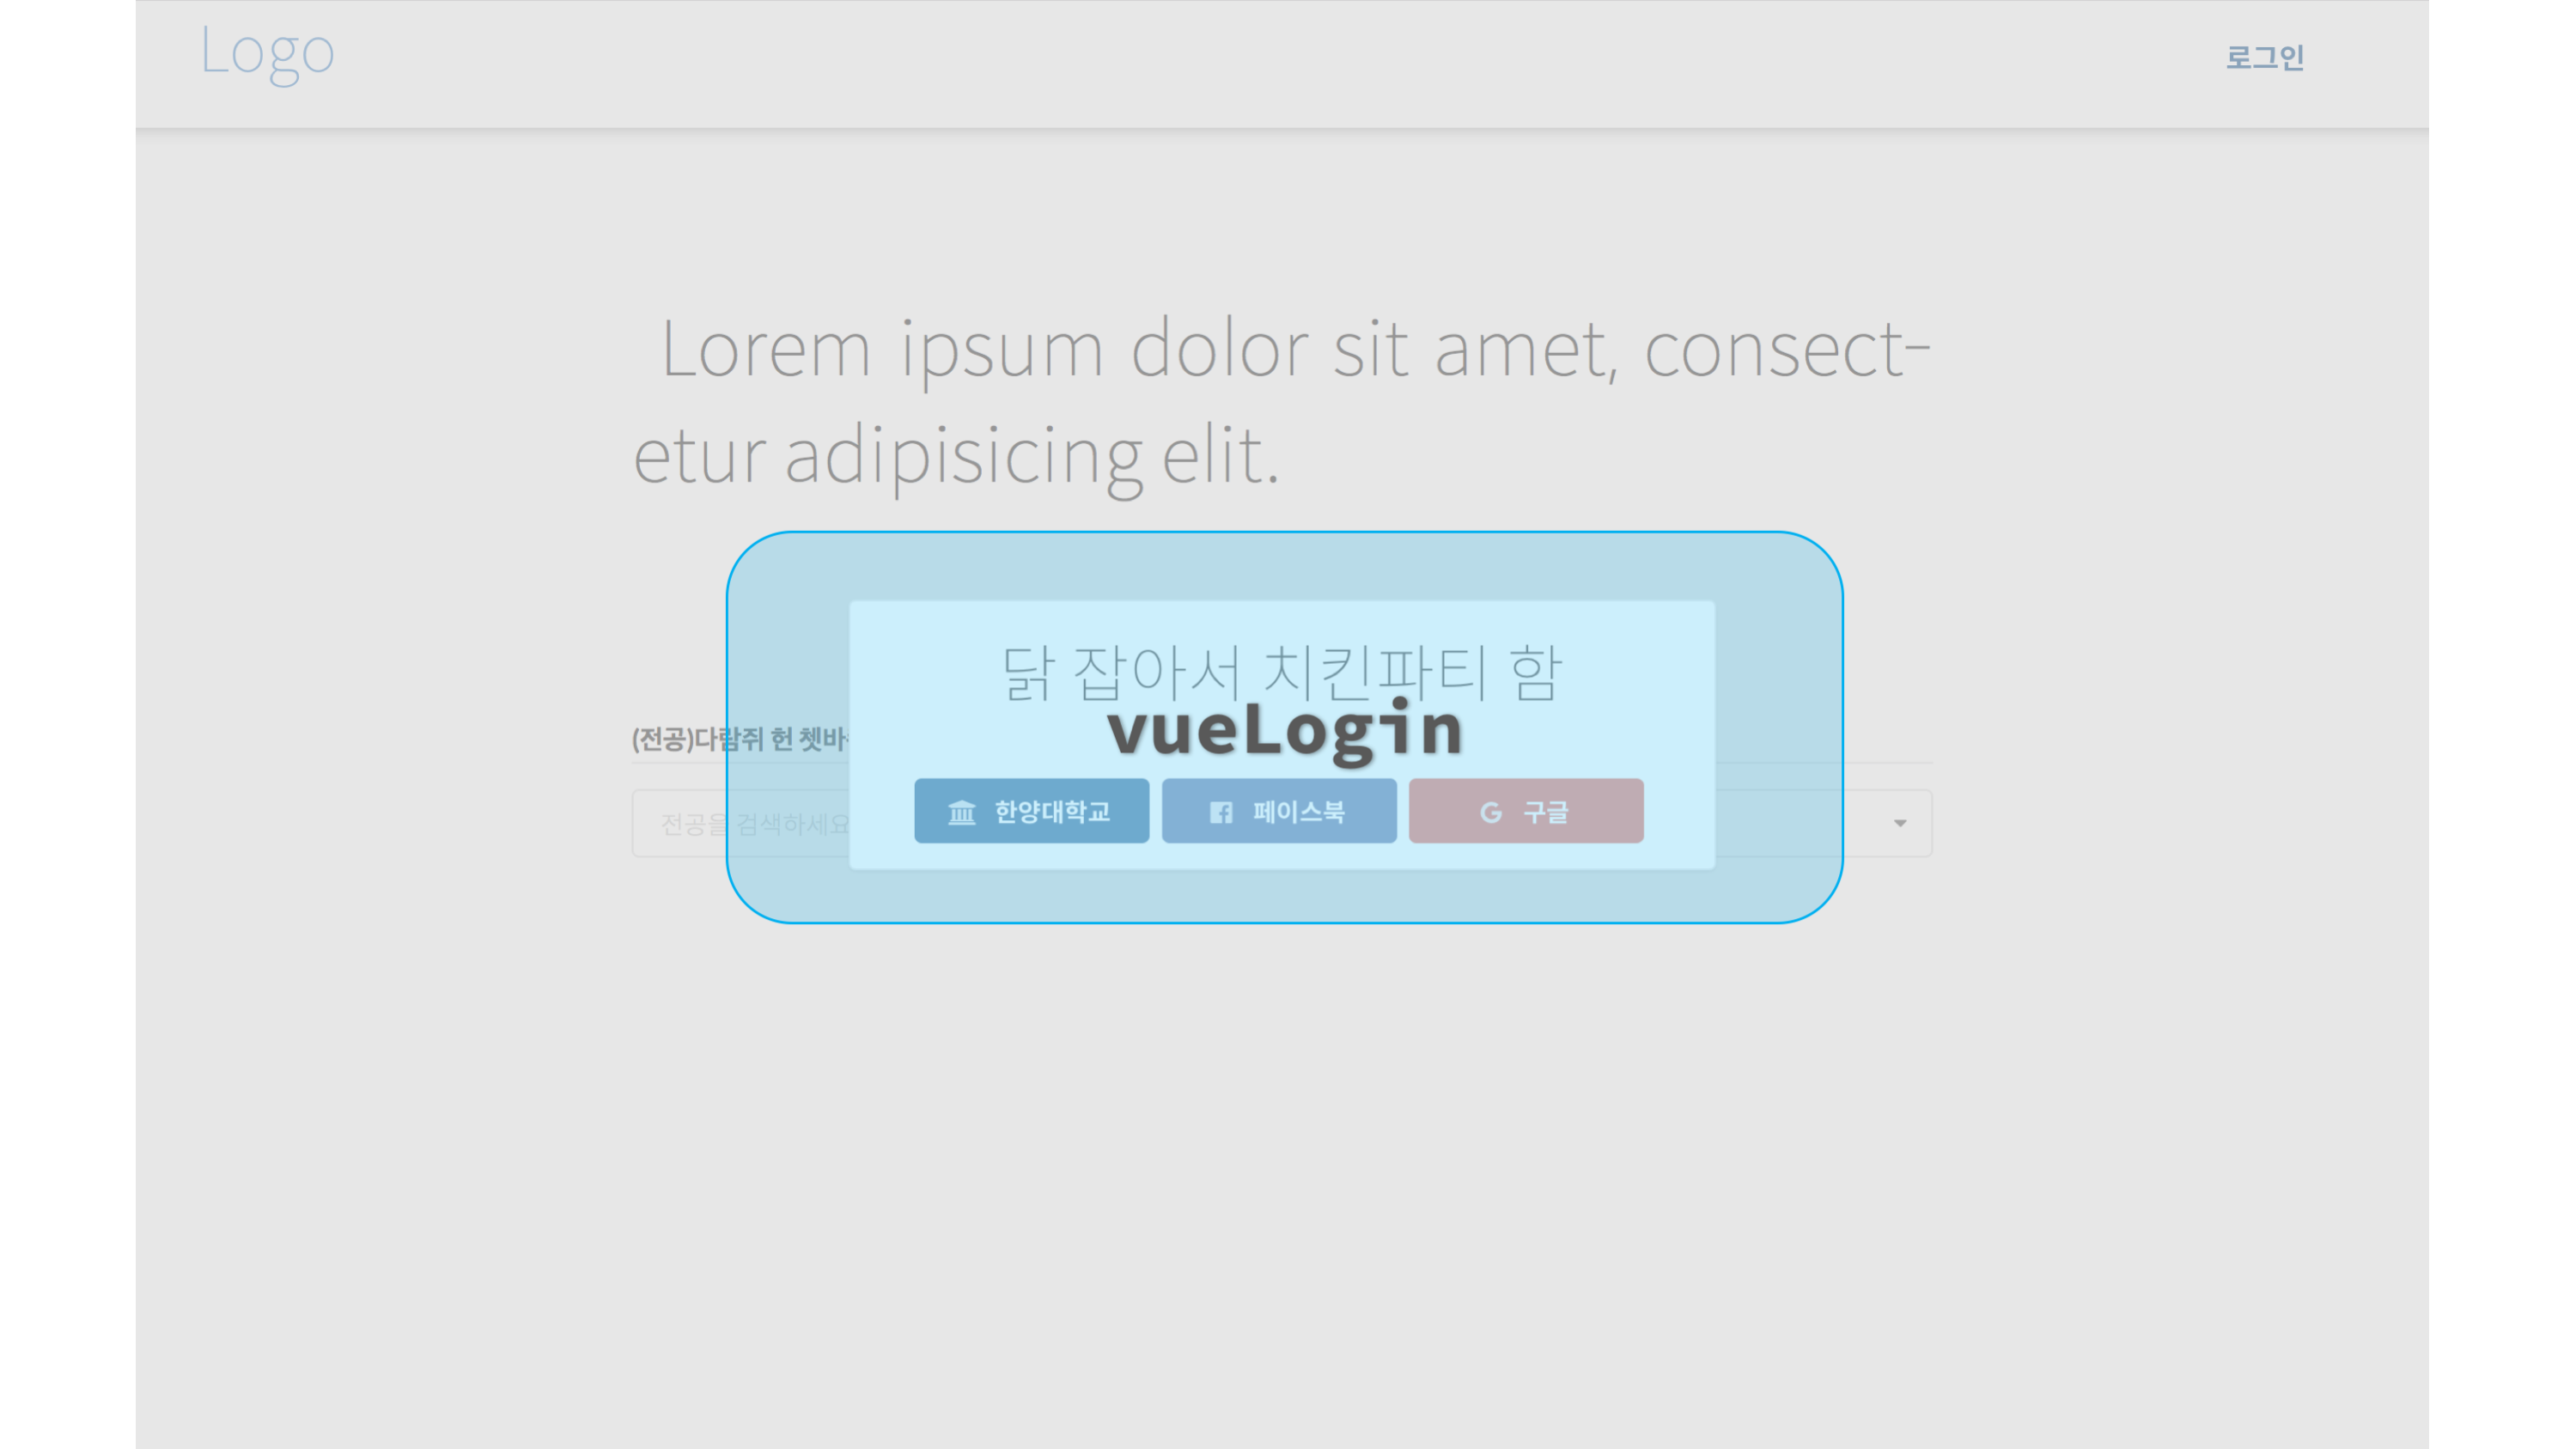 Logo
로그인
Lorem ipsum dolor sit amet, consect-
etur adipisicing elit.
닭 잡아서 치킨파티 함
vueLogin
(전공)다람쥐 헌 쳇바
전공을 검색하세요
한양대학교
페이스북
구글